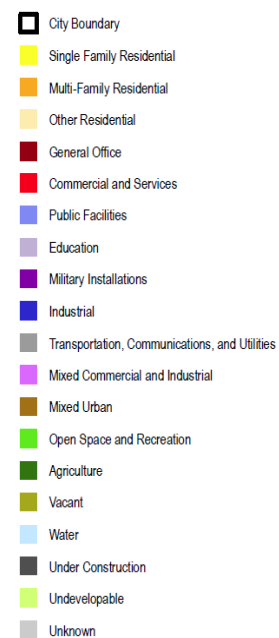 City Boundary
Single Family Residential
Multi-Family Residential
Other Residential
General Office
Commercial and Services
Public Facilities
Education
Military Installations
Industrial
Transportation, Communications, and Utilities
Mixed Commercial and Industrial
Mixed Urban
Open Space and Recreation
Agriculture
Vacant
Water
Under Construction
Undevelopable
Unknown